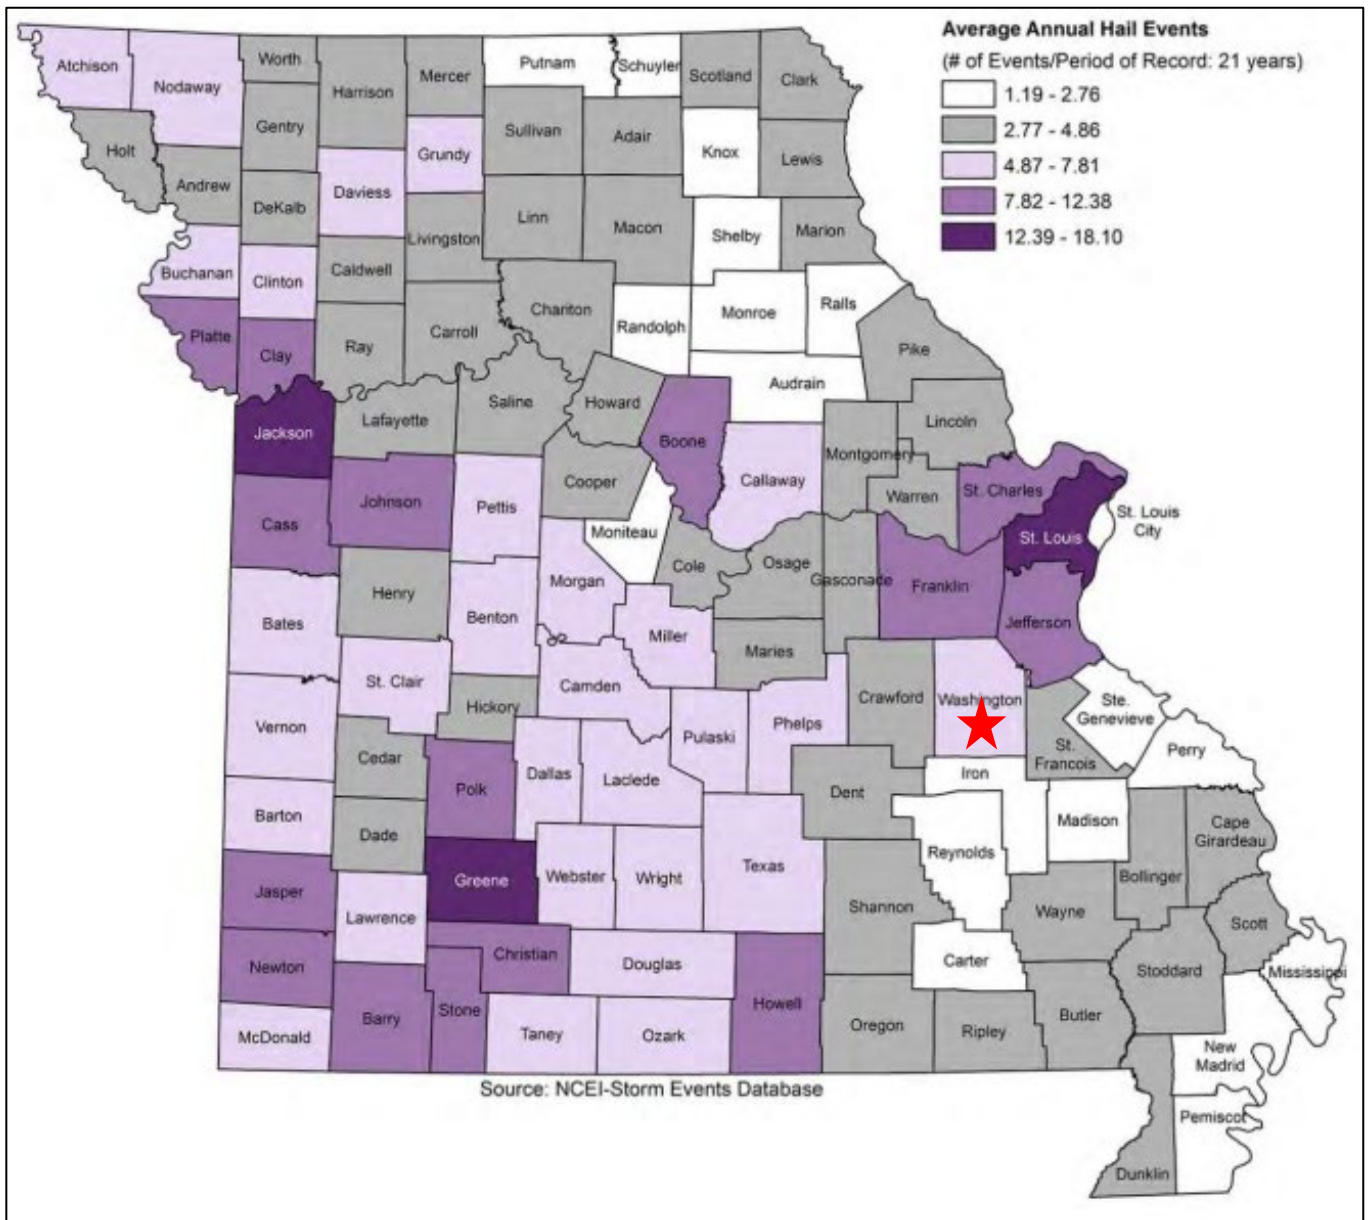 Average Annual Hail Events
(# of Events/Period of Record: 21 years)
1.19 - 2.76
2.77 - 4.86
4.87 - 7.81
7.82 - 12.38
12.39 - 18.10
Atchison
Nodaway
Worth
Harrison
Mercer
Putnam
Schuyler
Scotland
Clark
Gentry
Holt
Andrew
DeKalb
Daviess
Grundy
Sullivan
Adair
Knox
Lewis
Buchanan
Clinton
Caldwell
Livingston
Linn
Macon
Shelby
Marion
Platte
Clay
Ray
Carroll
Chariton
Randolph
Monroe
Ralls
Pike
Audrain
Jackson
Lafayette
Saline
Howard
Boone
Callaway
Montgomery
Lincoln
Warren
St. Charles
St. Louis
St. Louis
City
Cass
Johnson
Pettis
Cooper
Moniteau
Cole
Osage
Gasconade
Franklin
Jefferson
Henry
Benton
Morgan
Miller
Maries
Bates
St. Clair
Hickory
Camden
Pulaski
Phelps
Crawford
Washington
Ste.
Genevieve
St.
Francois
Perry
Vernon
Cedar
Polk
Dallas
Laclede
Dent
Iron
Madison
Barton
Dade
Greene
Webster
Wright
Texas
Reynolds
Bollinger
Cape
Girardeau
Jasper
Lawrence
Christian
Douglas
Shannon
Wayne
Scott
Newton
Barry
Stone
Howell
Carter
Stoddard
Mississippi
McDonald
Taney
Ozark
Oregon
Ripley
Butler
New
Madrid
Pemiscot
Dunklin
Source: NCEI-Storm Events Database